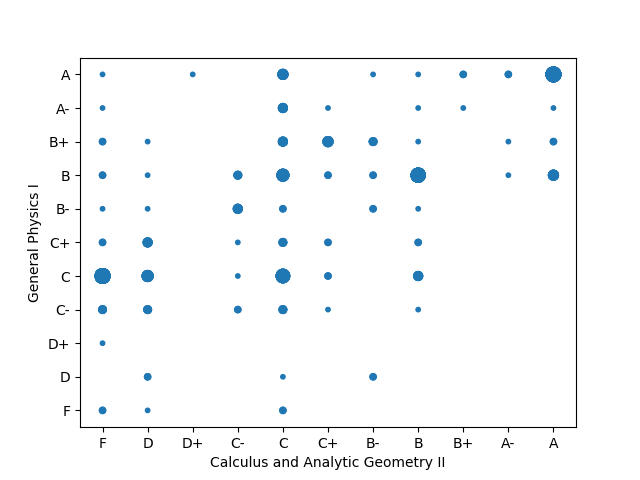 A
A-
B+
B
B-
C+
C
C-
D+
D
F
General Physics I
F D D+ C- C C+ B- B B+ A- A
Calculus and Analytic Geometry II